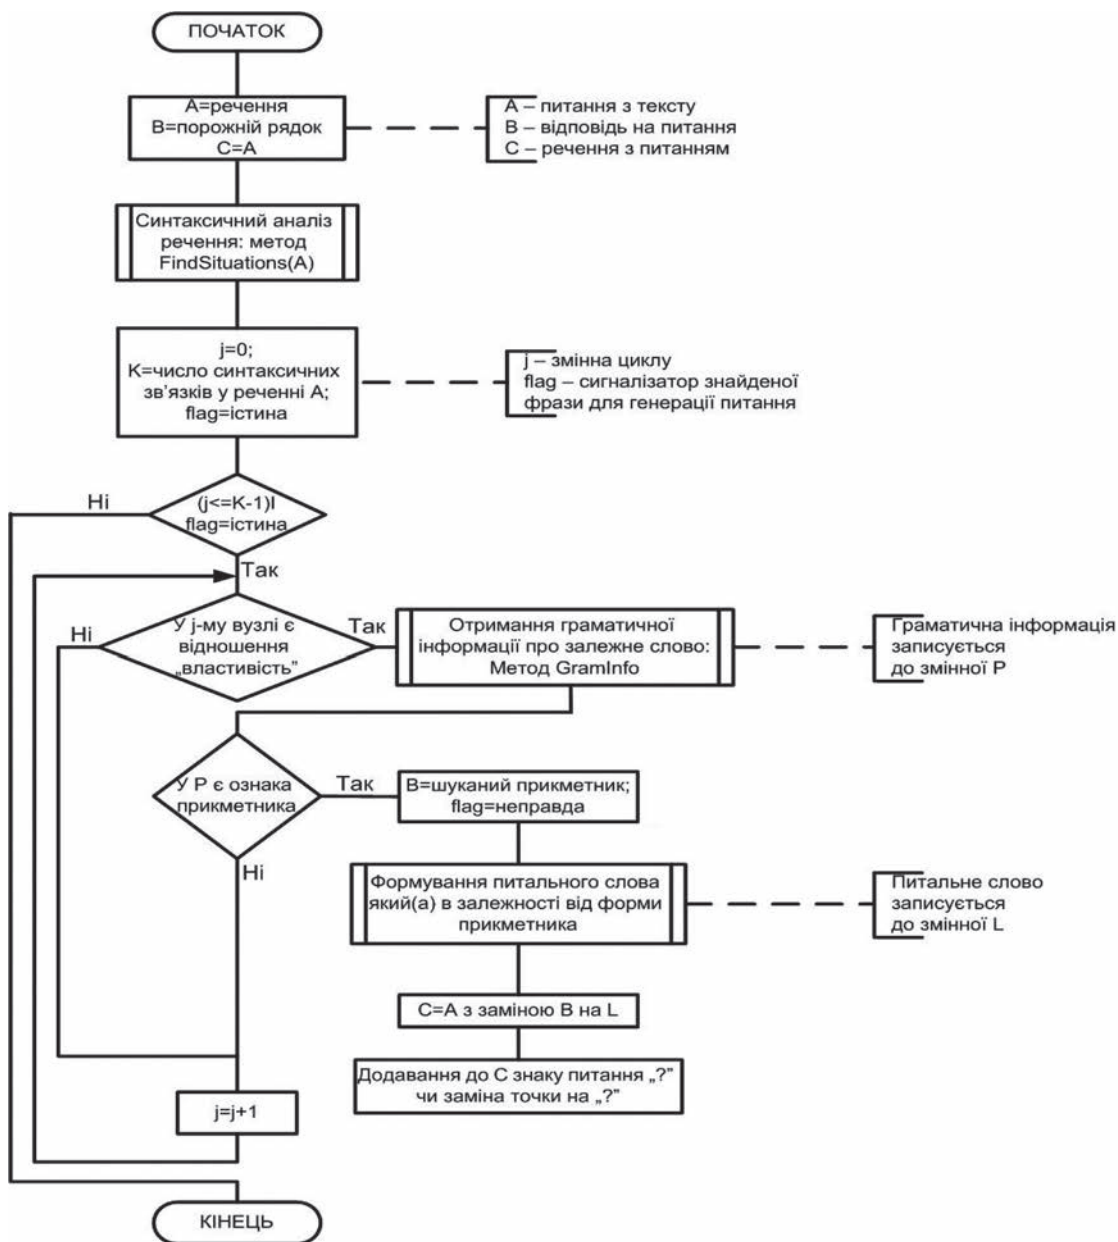 ПОЧАТОК
А=речення
В=порожній рядок
С=А
А – питання з тексту
В – відповідь на питання
С – речення з питанням
Синтаксичний аналіз
речення: метод
FindSituations(A)
j=0;
К=число синтаксичних
зв’язків у реченні А;
flag=істина
j – змінна циклу
flag – сигналізатор знайденої
фрази для генерації питання
Ні
(j<=K-1)І
flag=істина
Так
Ні
У j-му вузлі є
відношення
„властивість”
Так
Отримання граматичної
інформації про залежне слово:
Метод GramInfo
Граматична інформація
записується
до змінної Р
У Р є ознака
прикметника
Так
В=шуканий прикметник;
flag=неправда
Ні
Формування питального слова
який(а) в залежності від форми
прикметника
Питальне слово
записується
до змінної L
С=А з заміною В на L
Додавання до С знаку питання „?”
чи заміна точки на „?”
j=j+1
КІНЕЦЬ